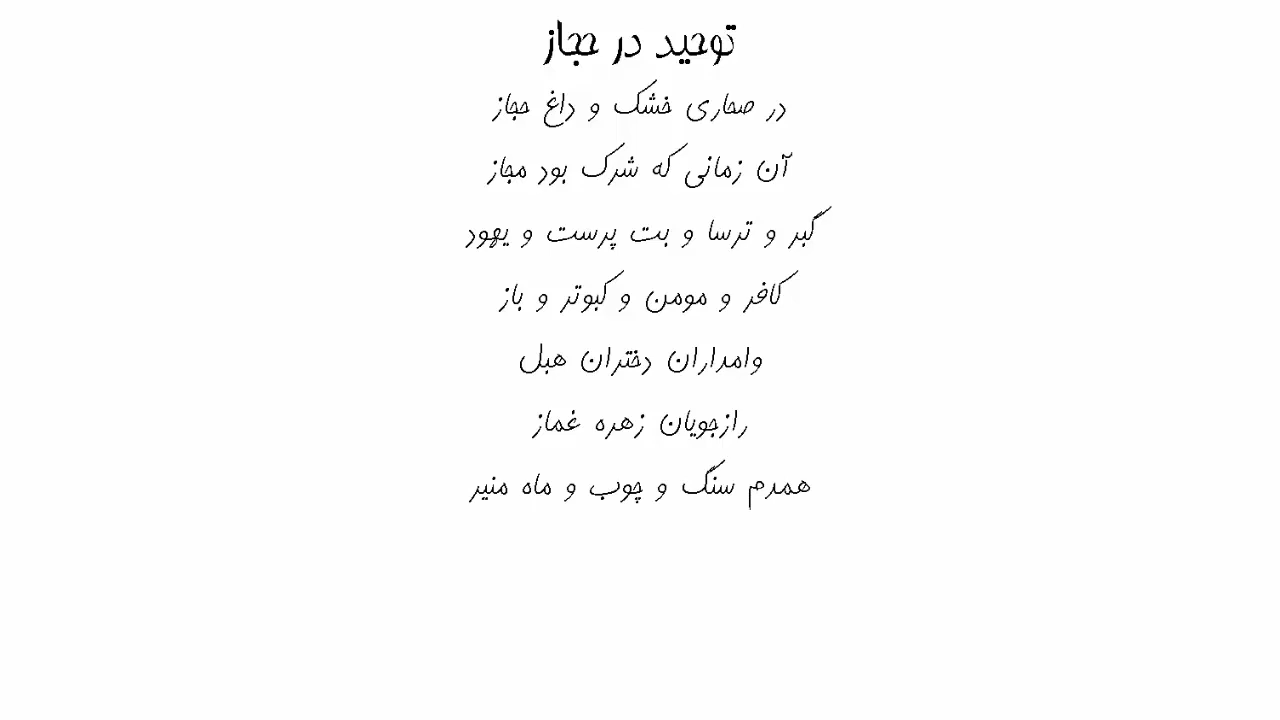 توحید در حجاز
در صحاری خشک و داغ حجاز
آن زمانی که شرک بود مجاز
گبر و ترسا و بت پرست و یهود
کافر و مومن و کبوتر و باز
وامداران دختران هبل
رازجویان زهره غماز
همدم سنگ و چوب و ماه منیر